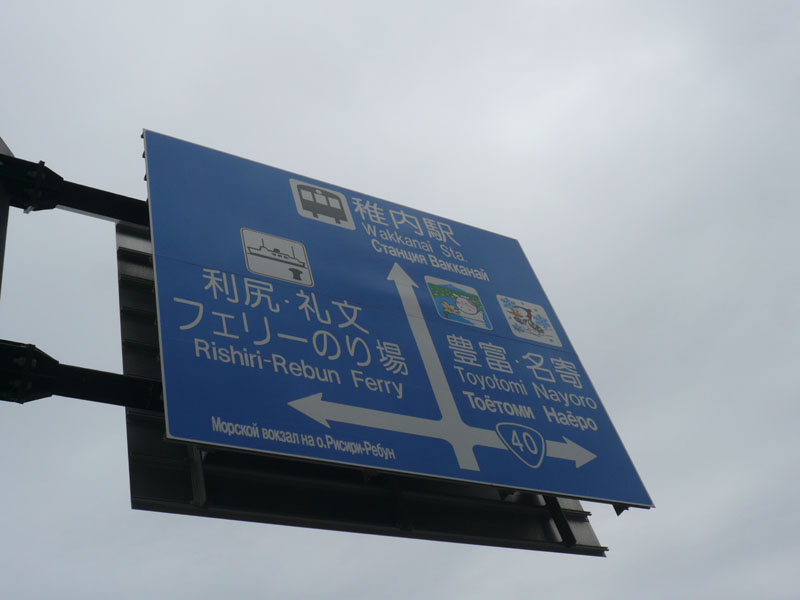 稚内駅
Wakkanai Sta.
Станция Вакканай
利尻・礼文
フェリーのり場
Rishiri-Rebun Ferry
Морской вокзал на о.Рисири-Ребун
豊富・名寄
Toyotomi Nayoro
Тоётоми Наёро
40